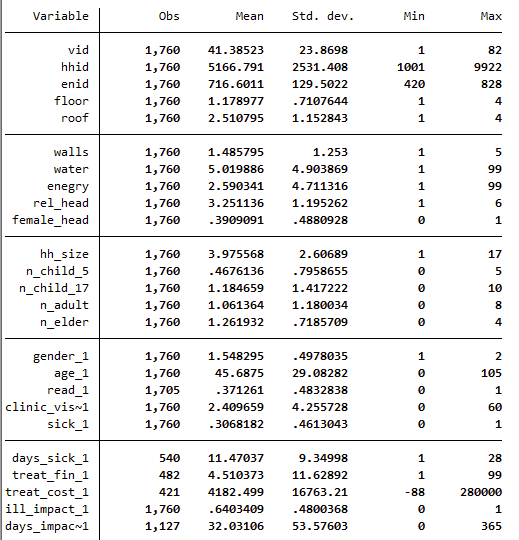 Variable Obs Mean Std. dev. Min Max
vid 1,760 41.38523 23.8698 1 82
hhid 1,760 5166.791 2531.408 1001 9922
enid 1,760 716.6011 129.5022 420 828
floor 1,760 1.178977 .7107644 1 4
roof 1,760 2.510795 1.152843 1 4
walls 1,760 1.485795 1.253 1 5
water 1,760 5.019886 4.903869 1 99
enegry 1,760 2.590341 4.711316 1 99
rel_head 1,760 3.251136 1.195262 1 6
female_head 1,760 .3909091 .4880928 0 1
hh_size 1,760 3.975568 2.60689 1 17
n_child_5 1,760 .4676136 .7958655 0 5
n_child_17 1,760 1.184659 1.417222 0 10
n_adult 1,760 1.061364 1.180034 0 8
n_elder 1,760 1.261932 .7185709 0 4
gender_1 1,760 1.548295 .4978035 1 2
age_1 1,760 45.6875 29.08282 0 105
read_1 1,705 .371261 .4832838 0 1
clinic_vis~1 1,760 2.409659 4.255728 0 60
sick_1 1,760 .3068182 .4613043 0 1
days_sick_1 540 11.47037 9.34998 1 28
treat_fin_1 482 4.510373 11.62892 1 99
treat_cost_1 421 4182.499 16763.21 -88 280000
ill_impact_1 1,760 .6403409 .4800368 0 1
days_impac~1 1,127 32.03106 53.57603 0 365